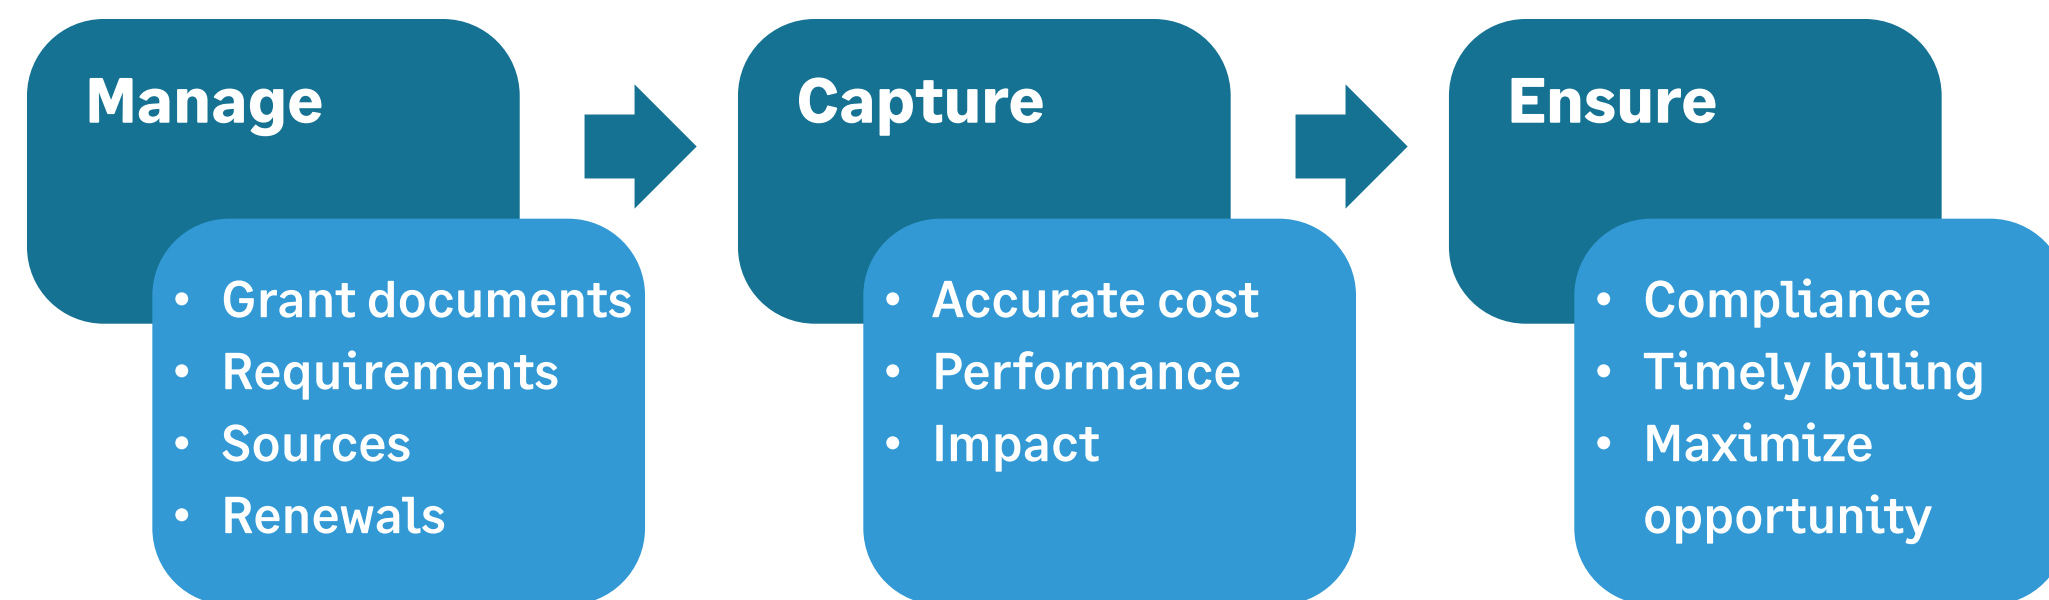 Manage
• Grant documents
• Requirements
• Sources
• Renewals
Capture
• Accurate cost
• Performance
• Impact
Ensure
• Compliance
• Timely billing
• Maximize
opportunity